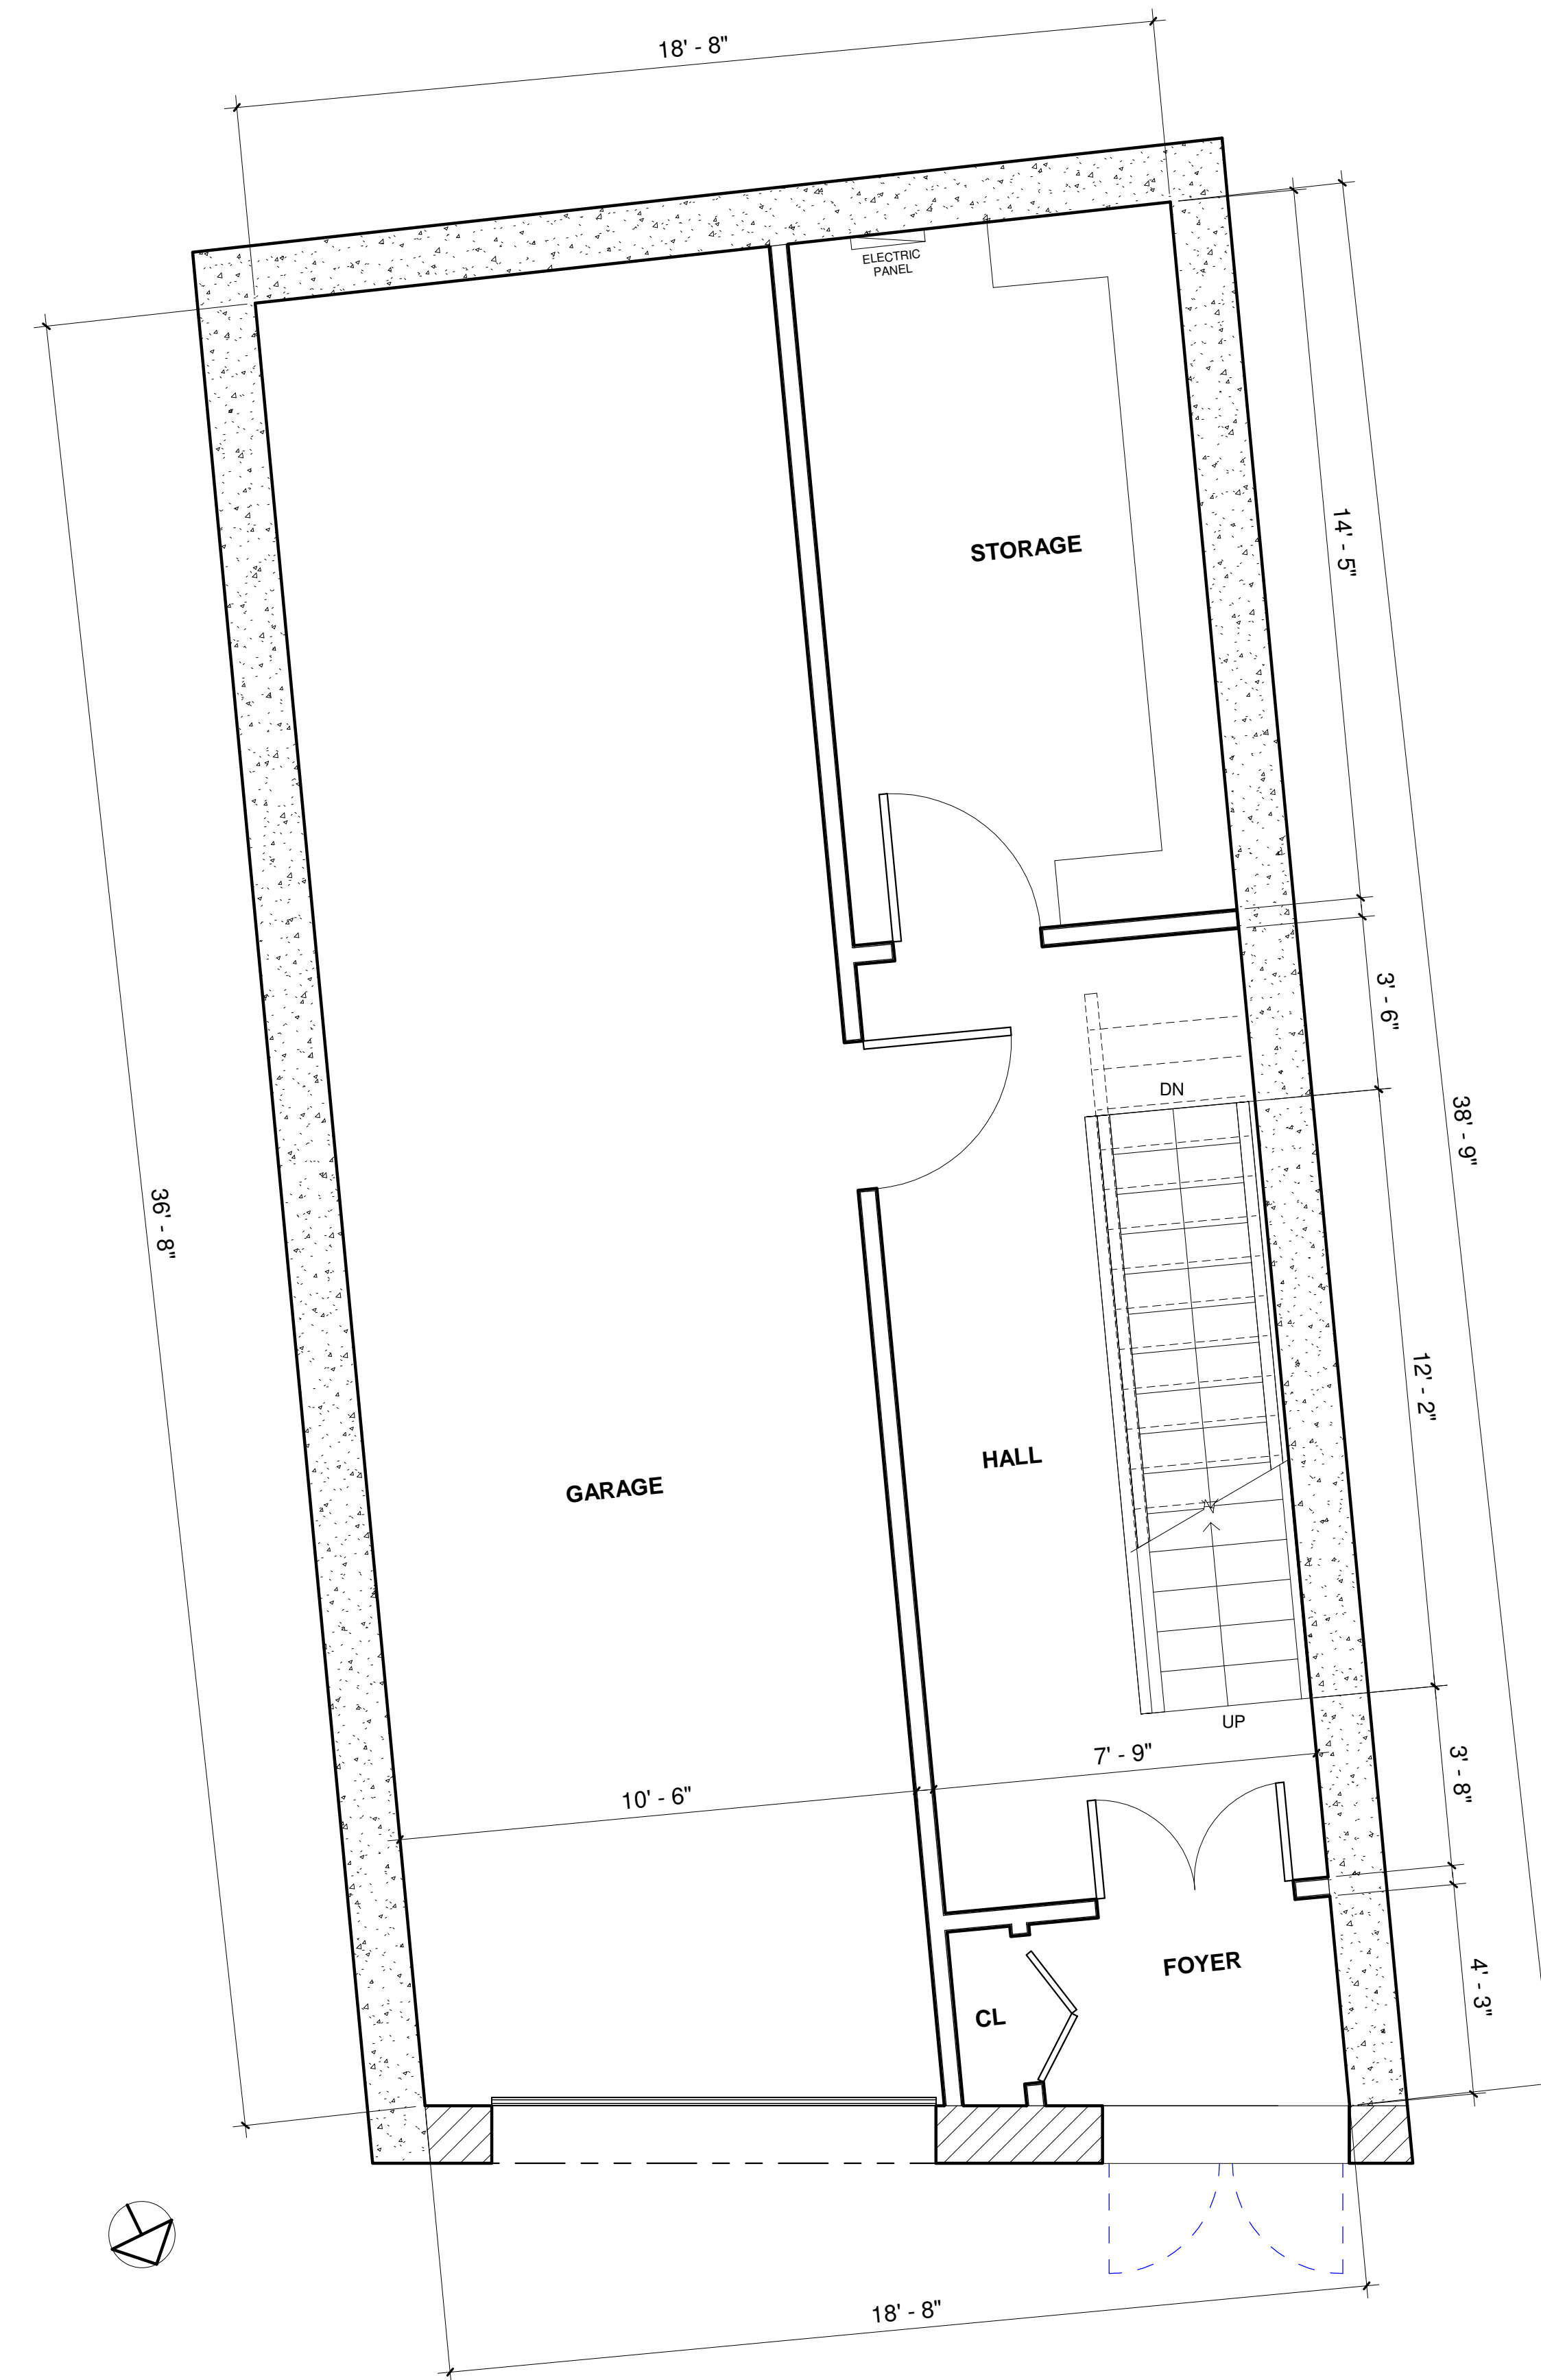 18' - 8"
ELECTRIC
PANEL
STORAGE
14' - 5"
3' - 6"
DN
38' - 9"
36' - 8"
12' - 2"
HALL
GARAGE
UP
7' - 9"
3' - 8"
10' - 6"
FOYER
4' - 3"
CL
18' - 8"